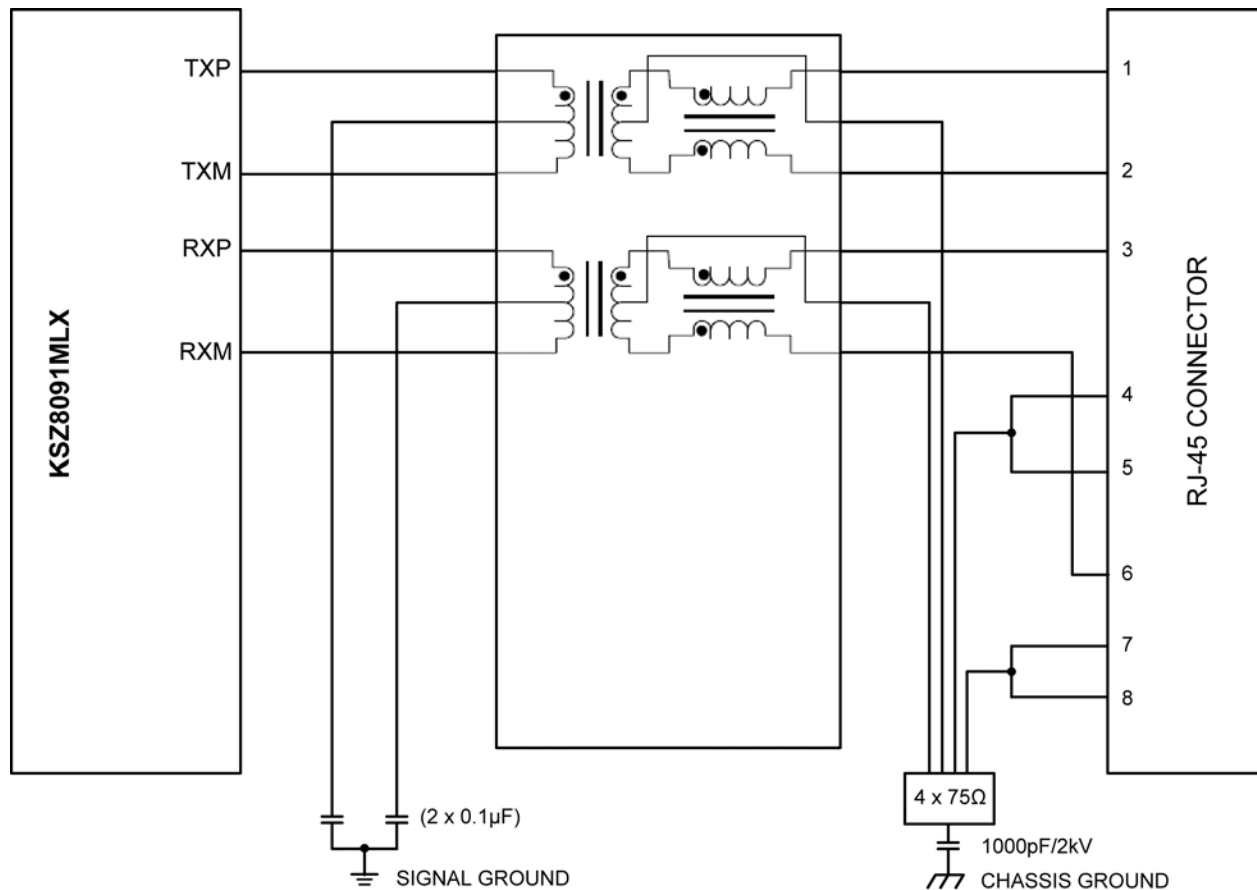 KSZ8091MLX
TXP
TXM
RXP
RXM
1
2
3
4
5
6
7
8
RJ-45 CONNECTOR
(2 x 0.1µF)
SIGNAL GROUND
4 x 75Ω
1000pF/2kV
CHASSIS GROUND